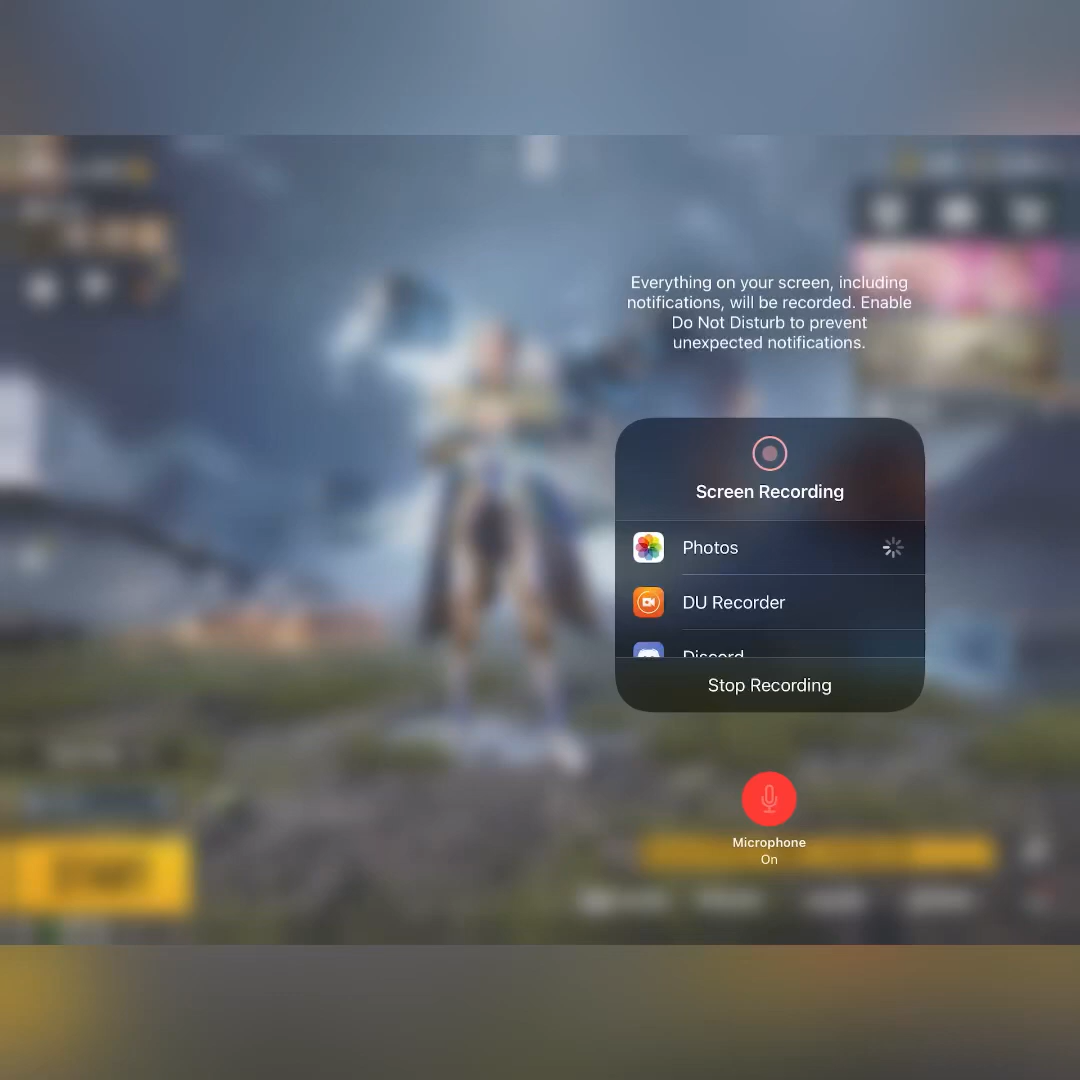 Everything on your screen, including
notifications, will be recorded. Enable
Do Not Disturb to prevent
unexpected notifications.
Screen Recording
Photos
DU Recorder
Discord
Stop Recording
Microphone
On